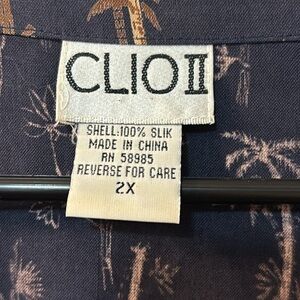 CLIO II
SHELL:100% SLIK
MADE IN CHINA
RN 58985
REVERSE FOR CARE
2X